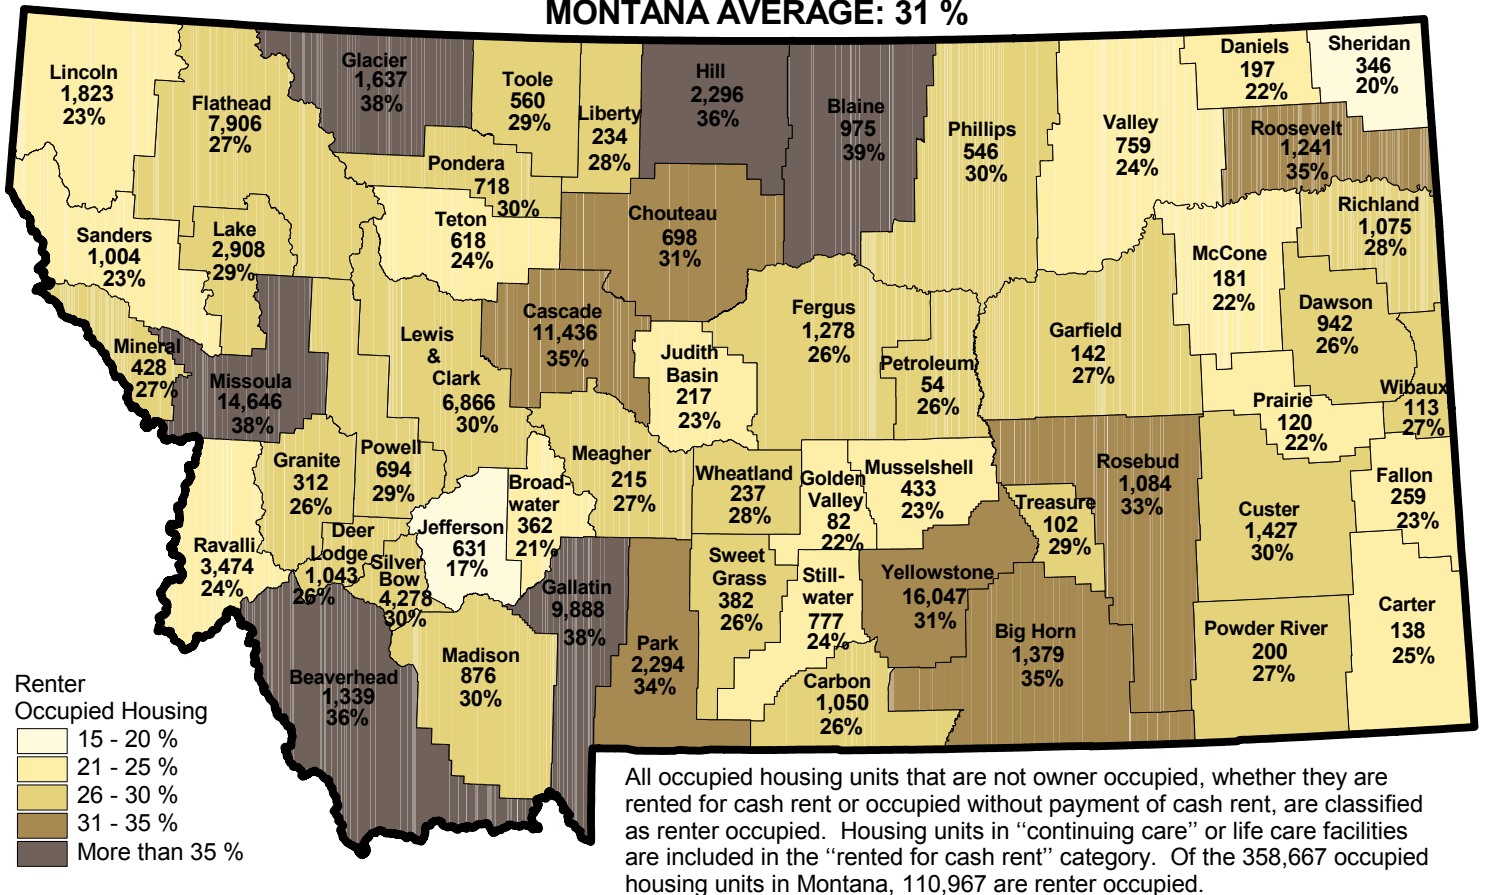 MONTANA AVERAGE: 31 %
Lincoln
1,823
23%
Flathead
7,906
27%
Glacier
1,637
38%
Toole
560
29%
Liberty
234
28%
Hill
2,296
36%
Blaine
975
39%
Phillips
546
30%
Valley
759
24%
Daniels
197
22%
Sheridan
346
20%
Roosevelt
1,241
35%
Pondera
718
30%
Teton
618
24%
Chouteau
698
31%
Richland
1,075
28%
McCone
181
22%
Sanders
1,004
23%
Lake
2,908
29%
Cascade
11,436
35%
Fergus
1,278
26%
Dawson
942
26%
Garfield
142
27%
Lewis
&
Clark
6,866
30%
Judith
Basin
217
23%
Petroleum
54
26%
Mineral
428
27%
Missoula
14,646
38%
Prairie
120
22%
Wibaux
113
27%
Granite
312
26%
Powell
694
29%
Meagher
215
27%
Wheatland
237
28%
Golden
Valley
82
22%
Musselshell
433
23%
Treasure
102
29%
Rosebud
1,084
33%
Custer
1,427
30%
Fallon
259
23%
Broad-
water
362
21%
Jefferson
631
17%
Ravalli
3,474
24%
Deer
Lodge
1,043
26%
Silver
Bow
4,278
30%
Gallatin
9,888
38%
Sweet
Grass
382
26%
Still-
water
777
24%
Yellowstone
16,047
31%
Big Horn
1,379
35%
Powder River
200
27%
Carter
138
25%
Park
2,294
34%
Madison
876
30%
Beaverhead
1,339
36%
Carbon
1,050
26%
Renter
Occupied Housing
15 - 20 %
21 - 25 %
26 - 30 %
31 - 35 %
More than 35 %
All occupied housing units that are not owner occupied, whether they are
rented for cash rent or occupied without payment of cash rent, are classified
as renter occupied.  Housing units in "continuing care" or life care facilities
are included in the "rented for cash rent" category.  Of the 358,667 occupied
housing units in Montana, 110,967 are renter occupied.